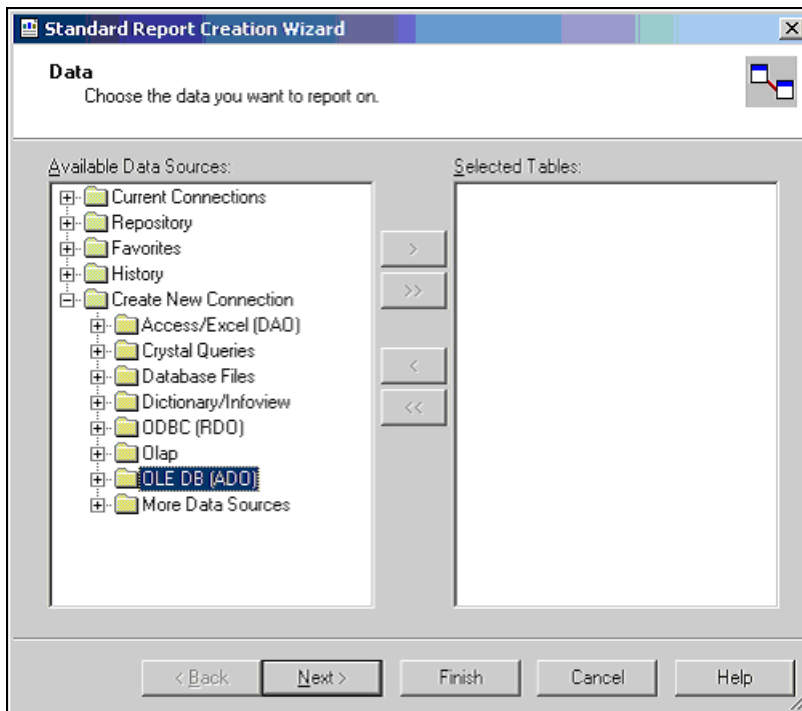 Standard Report Creation Wizard
Data
Choose the data you want to report on.
Available Data Sources:
Current Connections
Repository
Favorites
History
Create New Connection
Access/Excel (DAO)
Crystal Queries
Database Files
Dictionary/Infoview
ODBC (RDO)
Olap
OLE DB (ADO)
More Data Sources
>
>>
<
<<
Selected Tables:
< Back
Next >
Finish
Cancel
Help